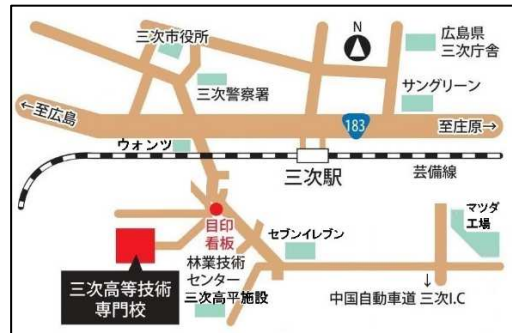 三次市役所
N
広島県
三次庁舎
三次警察署
サングリーン
←至広島
183
至庄原→
ウォンツ
三次駅
芸備線
目印
看板
セブンイレブン
マツダ
工場
林業技術
センター
三次高等技術
専門校
三次高平施設
中国自動車道 三次I.C
↓